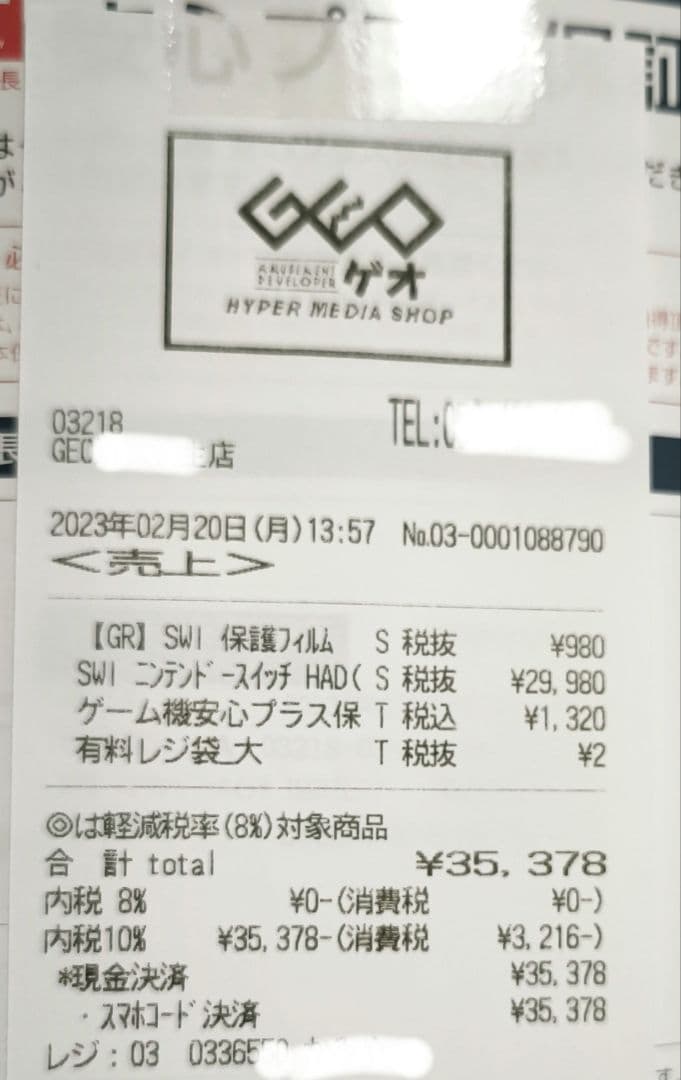 心プ
GEO
AMUSEMENT
DEVELOPER ゲオ
HYPER MEDIA SHOP
03218 TEL:0
GEO 店
2023年02月20日(月)13:57 No.03-0001088790
<売上>
【GR】SWI 保護フィルム S 税抜 ¥980
SWI ニンテンドースイッチ HAD( S 税抜 ¥29,980
ゲーム機安心プラス保 T 税込 ¥1,320
有料レジ袋_大 T 税抜 ¥2
◎は軽減税率(8%)対象商品
合 計 total ¥35,378
内税 8% ¥0-(消費税 ¥0-)
内税10% ¥35,378-(消費税 ¥3,216-)
*現金決済 ¥35,378
・スマホコード決済 ¥35,378
レジ:03 033655